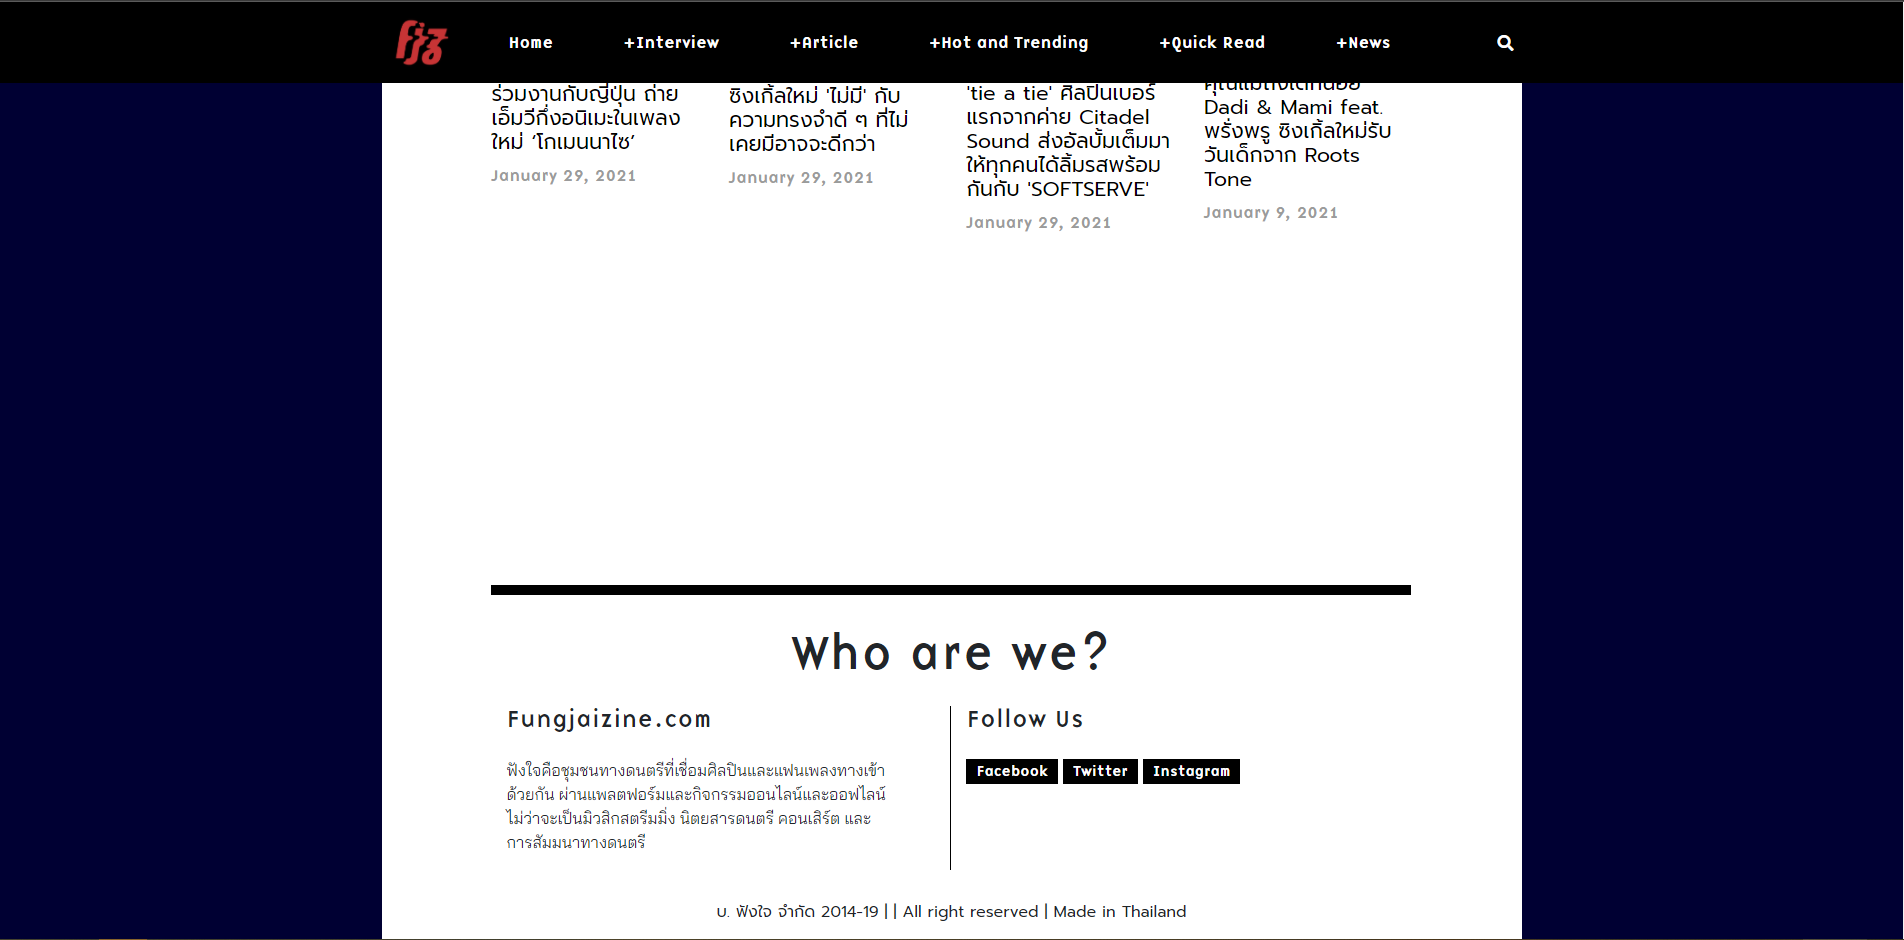 fjz
Home
+Interview
+Article
+Hot and Trending
+Quick Read
+News
ร่วมงานกับญี่ปุ่น ถ่าย
เอ็มวีกึ่งอนิเมะในเพลง
ใหม่ ‘โกเมนนาไซ’
January 29, 2021
ซิงเกิ้ลใหม่ 'ไม่มี' กับ
ความทรงจำดี ๆ ที่ไม่
เคยมีอาจจะดีกว่า
January 29, 2021
'tie a tie' ศิลปินเบอร์
แรกจากค่าย Citadel
Sound ส่งอัลบั้มเต็มมา
ให้ทุกคนได้ลิ้มรสพร้อม
กันกับ 'SOFTSERVE'
January 29, 2021
Dadi & Mami feat.
พรั่งพรู ซิงเกิ้ลใหม่รับ
วันเด็กจาก Roots
Tone
January 9, 2021
Who are we?
Fungjaizine.com
ฟังใจคือชุมชนทางดนตรีที่เชื่อมศิลปินและแฟนเพลงทางเข้า
ด้วยกัน ผ่านแพลตฟอร์มและกิจกรรมออนไลน์และออฟไลน์
ไม่ว่าจะเป็นมิวสิกสตรีมมิ่ง นิตยสารดนตรี คอนเสิร์ต และ
การสัมมนาทางดนตรี
Follow Us
Facebook Twitter Instagram
บ. ฟังใจ จำกัด 2014-19 | | All right reserved | Made in Thailand